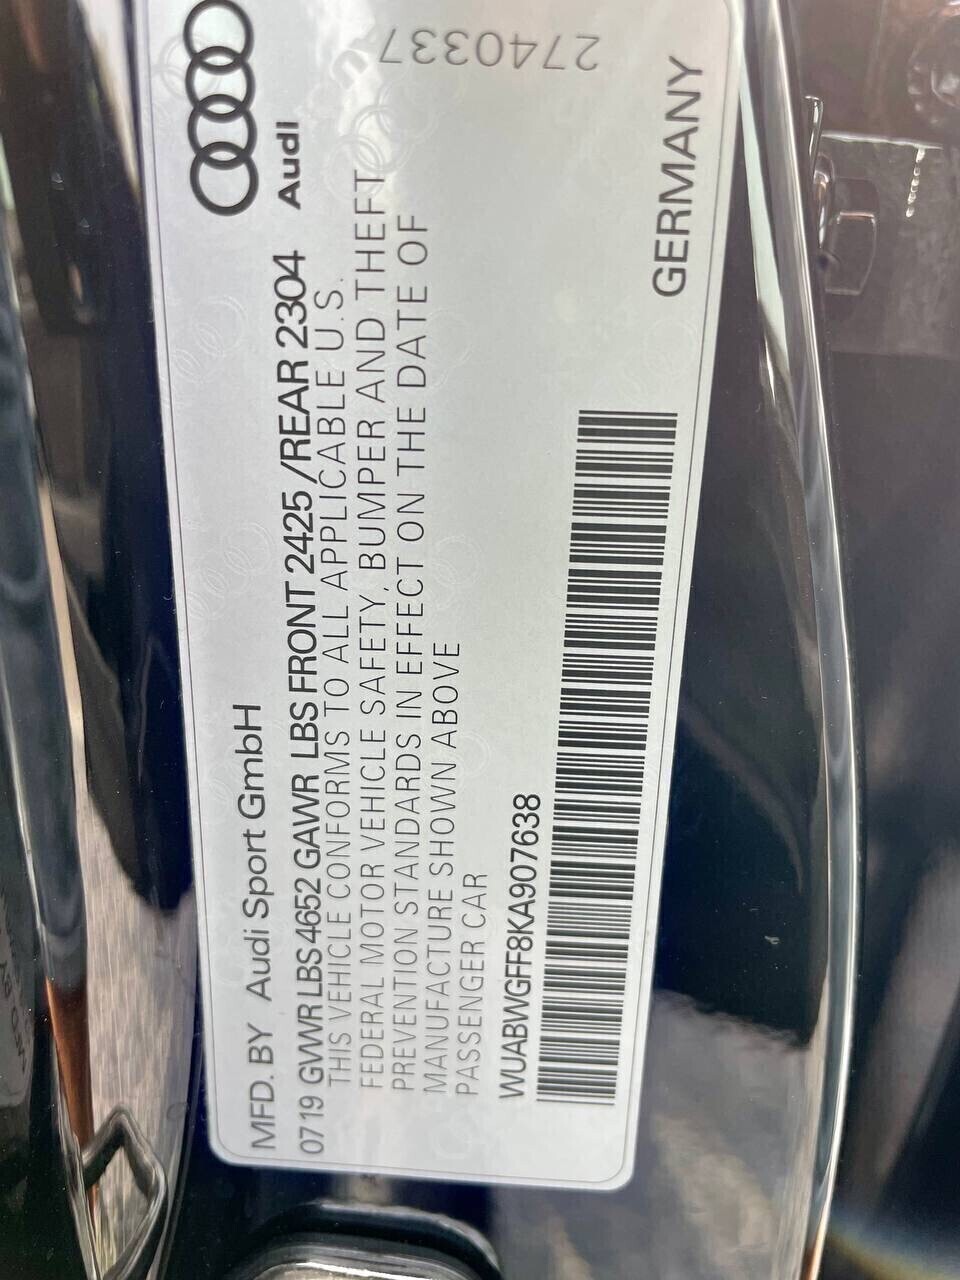 MFD. BY Audi Sport GmbH
Audi
0719 GVWR LBS 4652 GAWR LBS FRONT 2425 /REAR 2304
THIS VEHICLE CONFORMS TO ALL APPLICABLE U.S.
FEDERAL MOTOR VEHICLE SAFETY, BUMPER AND THEFT
PREVENTION STANDARDS IN EFFECT ON THE DATE OF
MANUFACTURE SHOWN ABOVE
PASSENGER CAR
WUABWGFF8KA907638
GERMANY
2740337